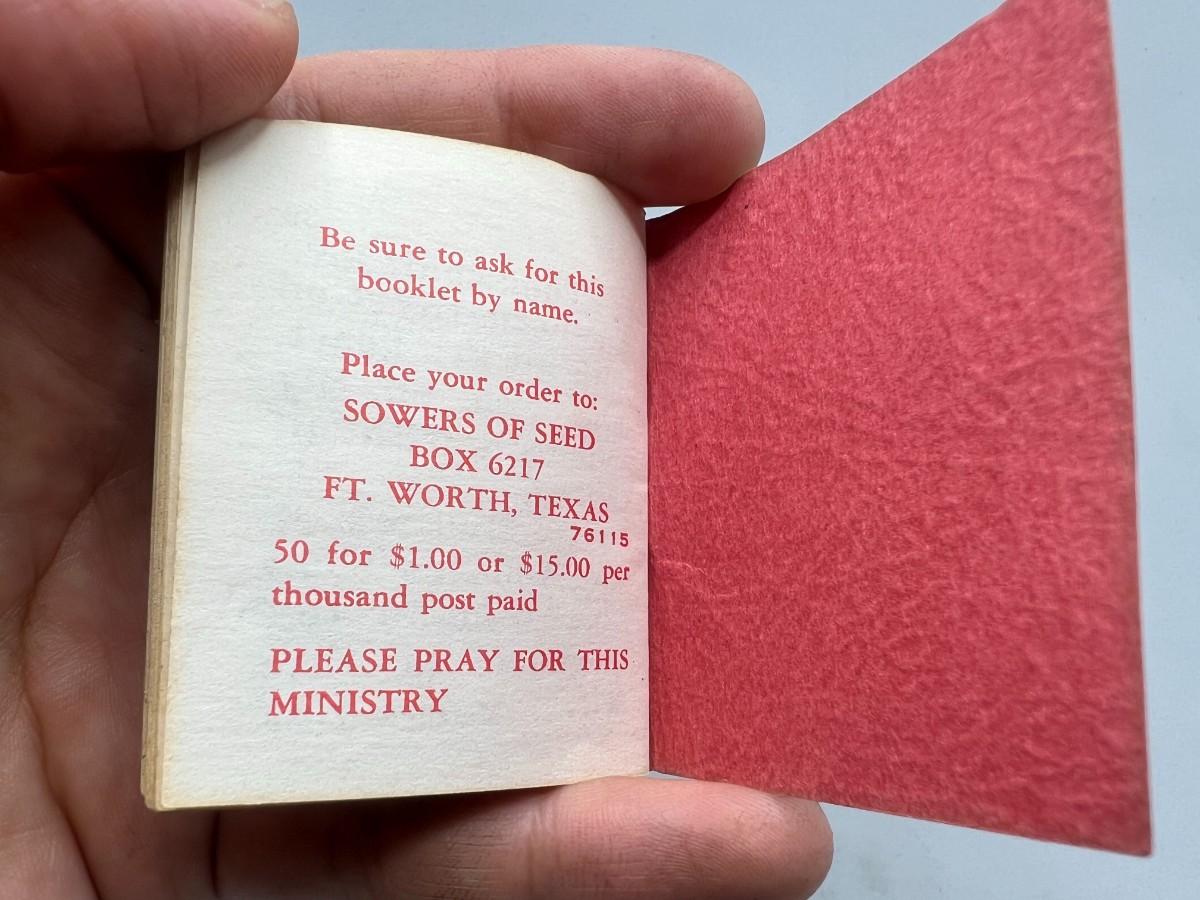 Be sure to ask for this
booklet by name.
Place your order to:
SOWERS OF SEED
BOX 6217
FT. WORTH, TEXAS
76115
50 for $1.00 or $15.00 per
thousand post paid
PLEASE PRAY FOR THIS
MINISTRY